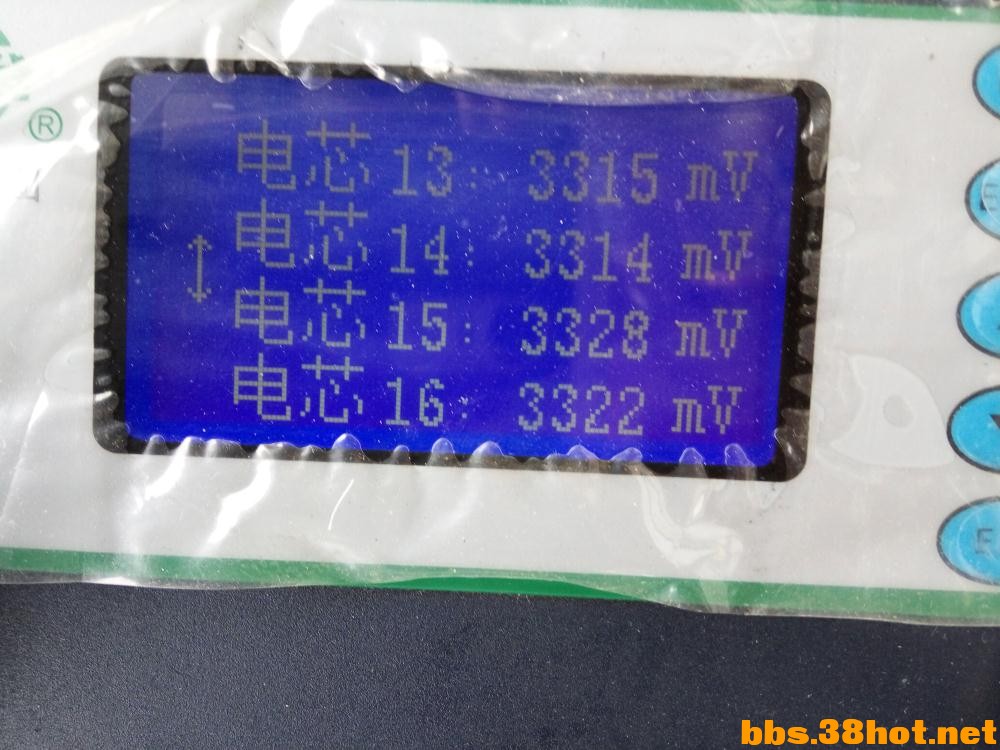 ®
电芯13: 3315 mV
电芯14: 3314 mV
↕
电芯15: 3328 mV
电芯16: 3322 mV
bbs.38hot.net